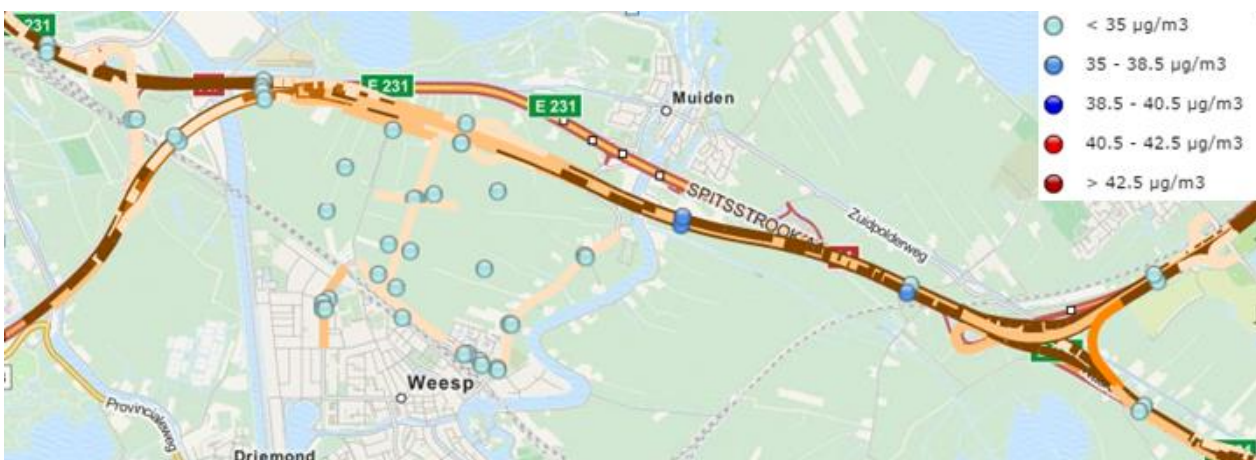 231
E 231
E 231
Muiden
SPITSSTROOK
Zuidpolderweg
Weesp
Provincialeweg
Driemond
< 35 µg/m3
35 - 38.5 µg/m3
38.5 - 40.5 µg/m3
40.5 - 42.5 µg/m3
> 42.5 µg/m3